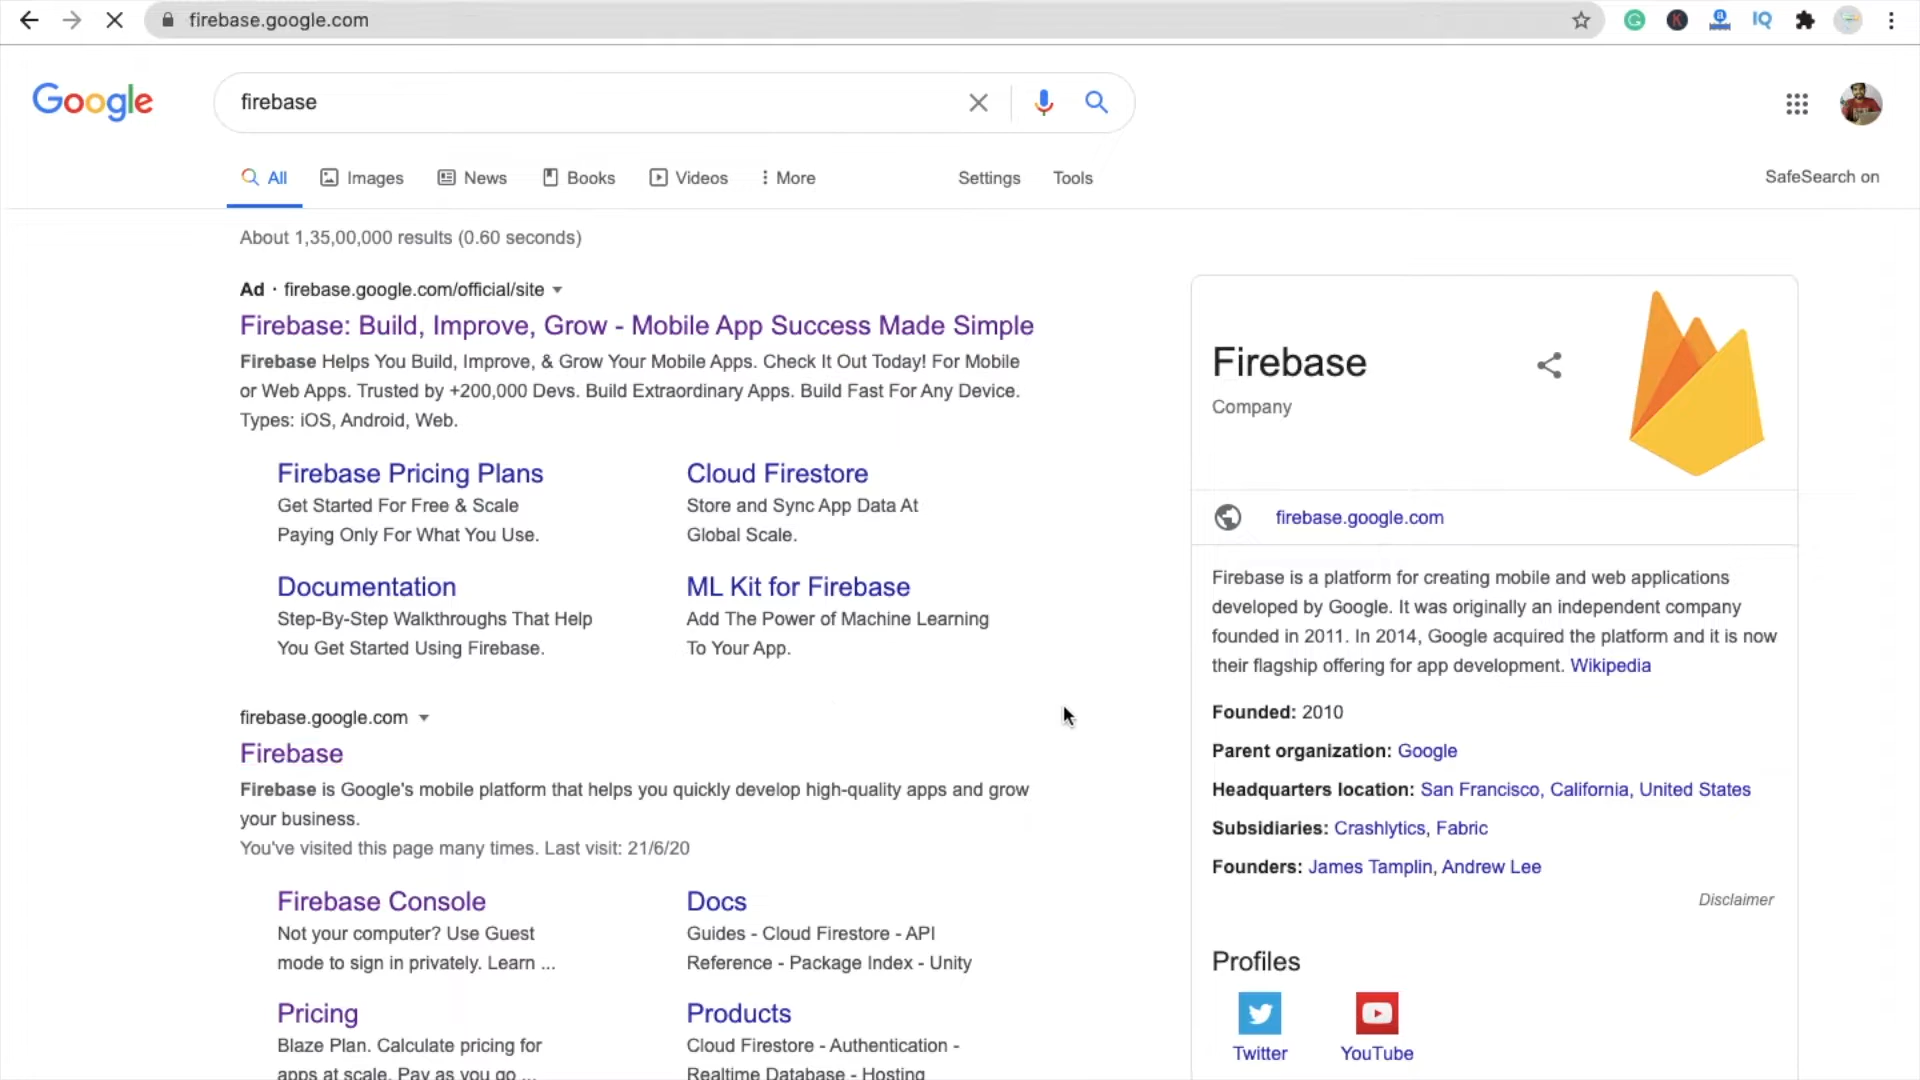 firebase.google.com
G
K
a
IQ
Google
firebase
All
Images
News
Books
Videos
More
Settings
Tools
SafeSearch on
About 1,35,00,000 results (0.60 seconds)
Ad · firebase.google.com/official/site
Firebase: Build, Improve, Grow - Mobile App Success Made Simple
Firebase Helps You Build, Improve, & Grow Your Mobile Apps. Check It Out Today! For Mobile
or Web Apps. Trusted by +200,000 Devs. Build Extraordinary Apps. Build Fast For Any Device.
Types: iOS, Android, Web.
Firebase Pricing Plans
Get Started For Free & Scale
Paying Only For What You Use.
Cloud Firestore
Store and Sync App Data At
Global Scale.
Documentation
Step-By-Step Walkthroughs That Help
You Get Started Using Firebase.
ML Kit for Firebase
Add The Power of Machine Learning
To Your App.
firebase.google.com
Firebase
Firebase is Google's mobile platform that helps you quickly develop high-quality apps and grow
your business.
You've visited this page many times. Last visit: 21/6/20
Firebase Console
Not your computer? Use Guest
mode to sign in privately. Learn ...
Docs
Guides - Cloud Firestore - API
Reference - Package Index - Unity
Pricing
Blaze Plan. Calculate pricing for
apps at scale. Pay as you go ...
Products
Cloud Firestore - Authentication -
Realtime Database - Hosting
Firebase
Company
firebase.google.com
Firebase is a platform for creating mobile and web applications
developed by Google. It was originally an independent company
founded in 2011. In 2014, Google acquired the platform and it is now
their flagship offering for app development. Wikipedia
Founded: 2010
Parent organization: Google
Headquarters location: San Francisco, California, United States
Subsidiaries: Crashlytics, Fabric
Founders: James Tamplin, Andrew Lee
Disclaimer
Profiles
Twitter
YouTube